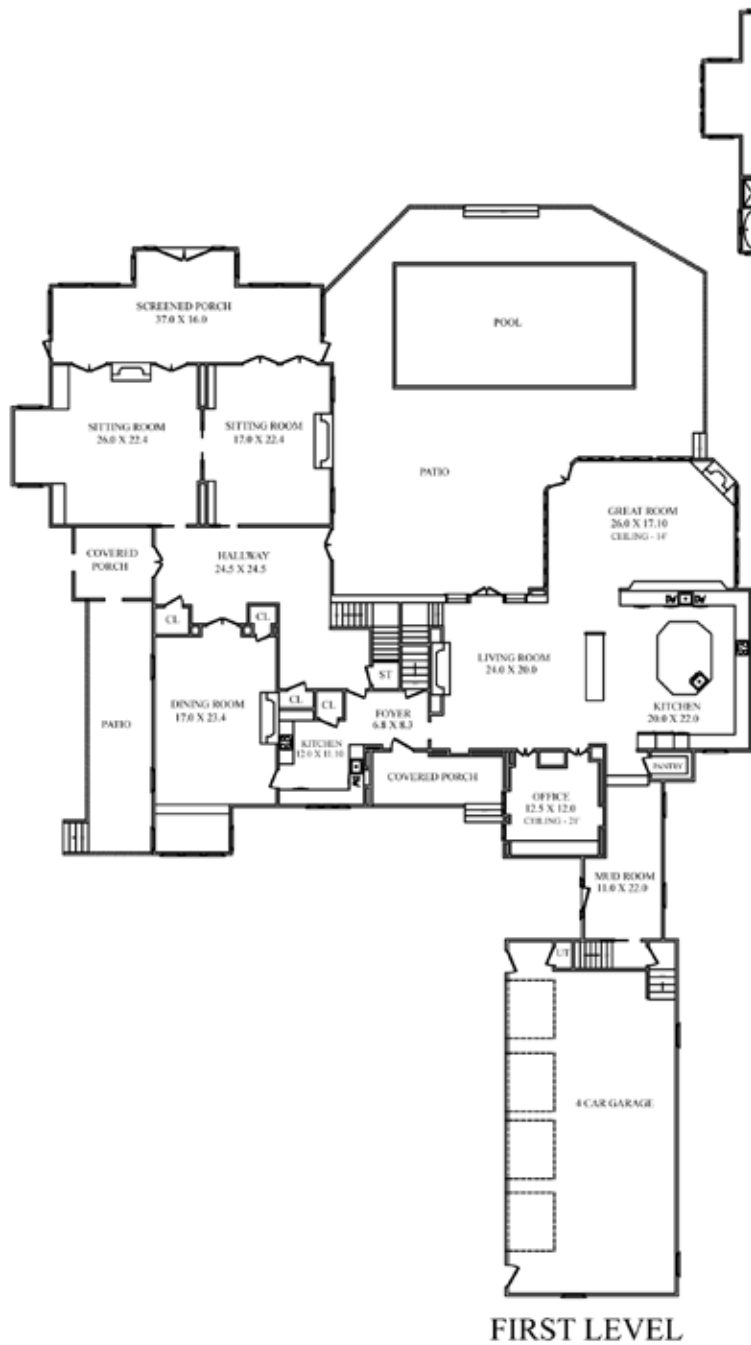 SCREENED PORCH
37.0 X 16.0
POOL
SITTING ROOM
26.0 X 22.4
SITTING ROOM
17.0 X 22.4
PATIO
GREAT ROOM
26.0 X 17.10
CEILING - 14'
COVERED
PORCH
HALLWAY
24.5 X 24.5
CL
CL
LIVING ROOM
24.0 X 20.0
ST
DINING ROOM
17.0 X 23.4
CL
CL
FOYER
6.8 X 8.3
KITCHEN
20.0 X 22.0
PATIO
KITCHEN
12.0 X 11.10
COVERED PORCH
PANTRY
OFFICE
12.5 X 12.0
CEILING - 21'
MUD ROOM
11.0 X 22.0
UT
4 CAR GARAGE
FIRST LEVEL